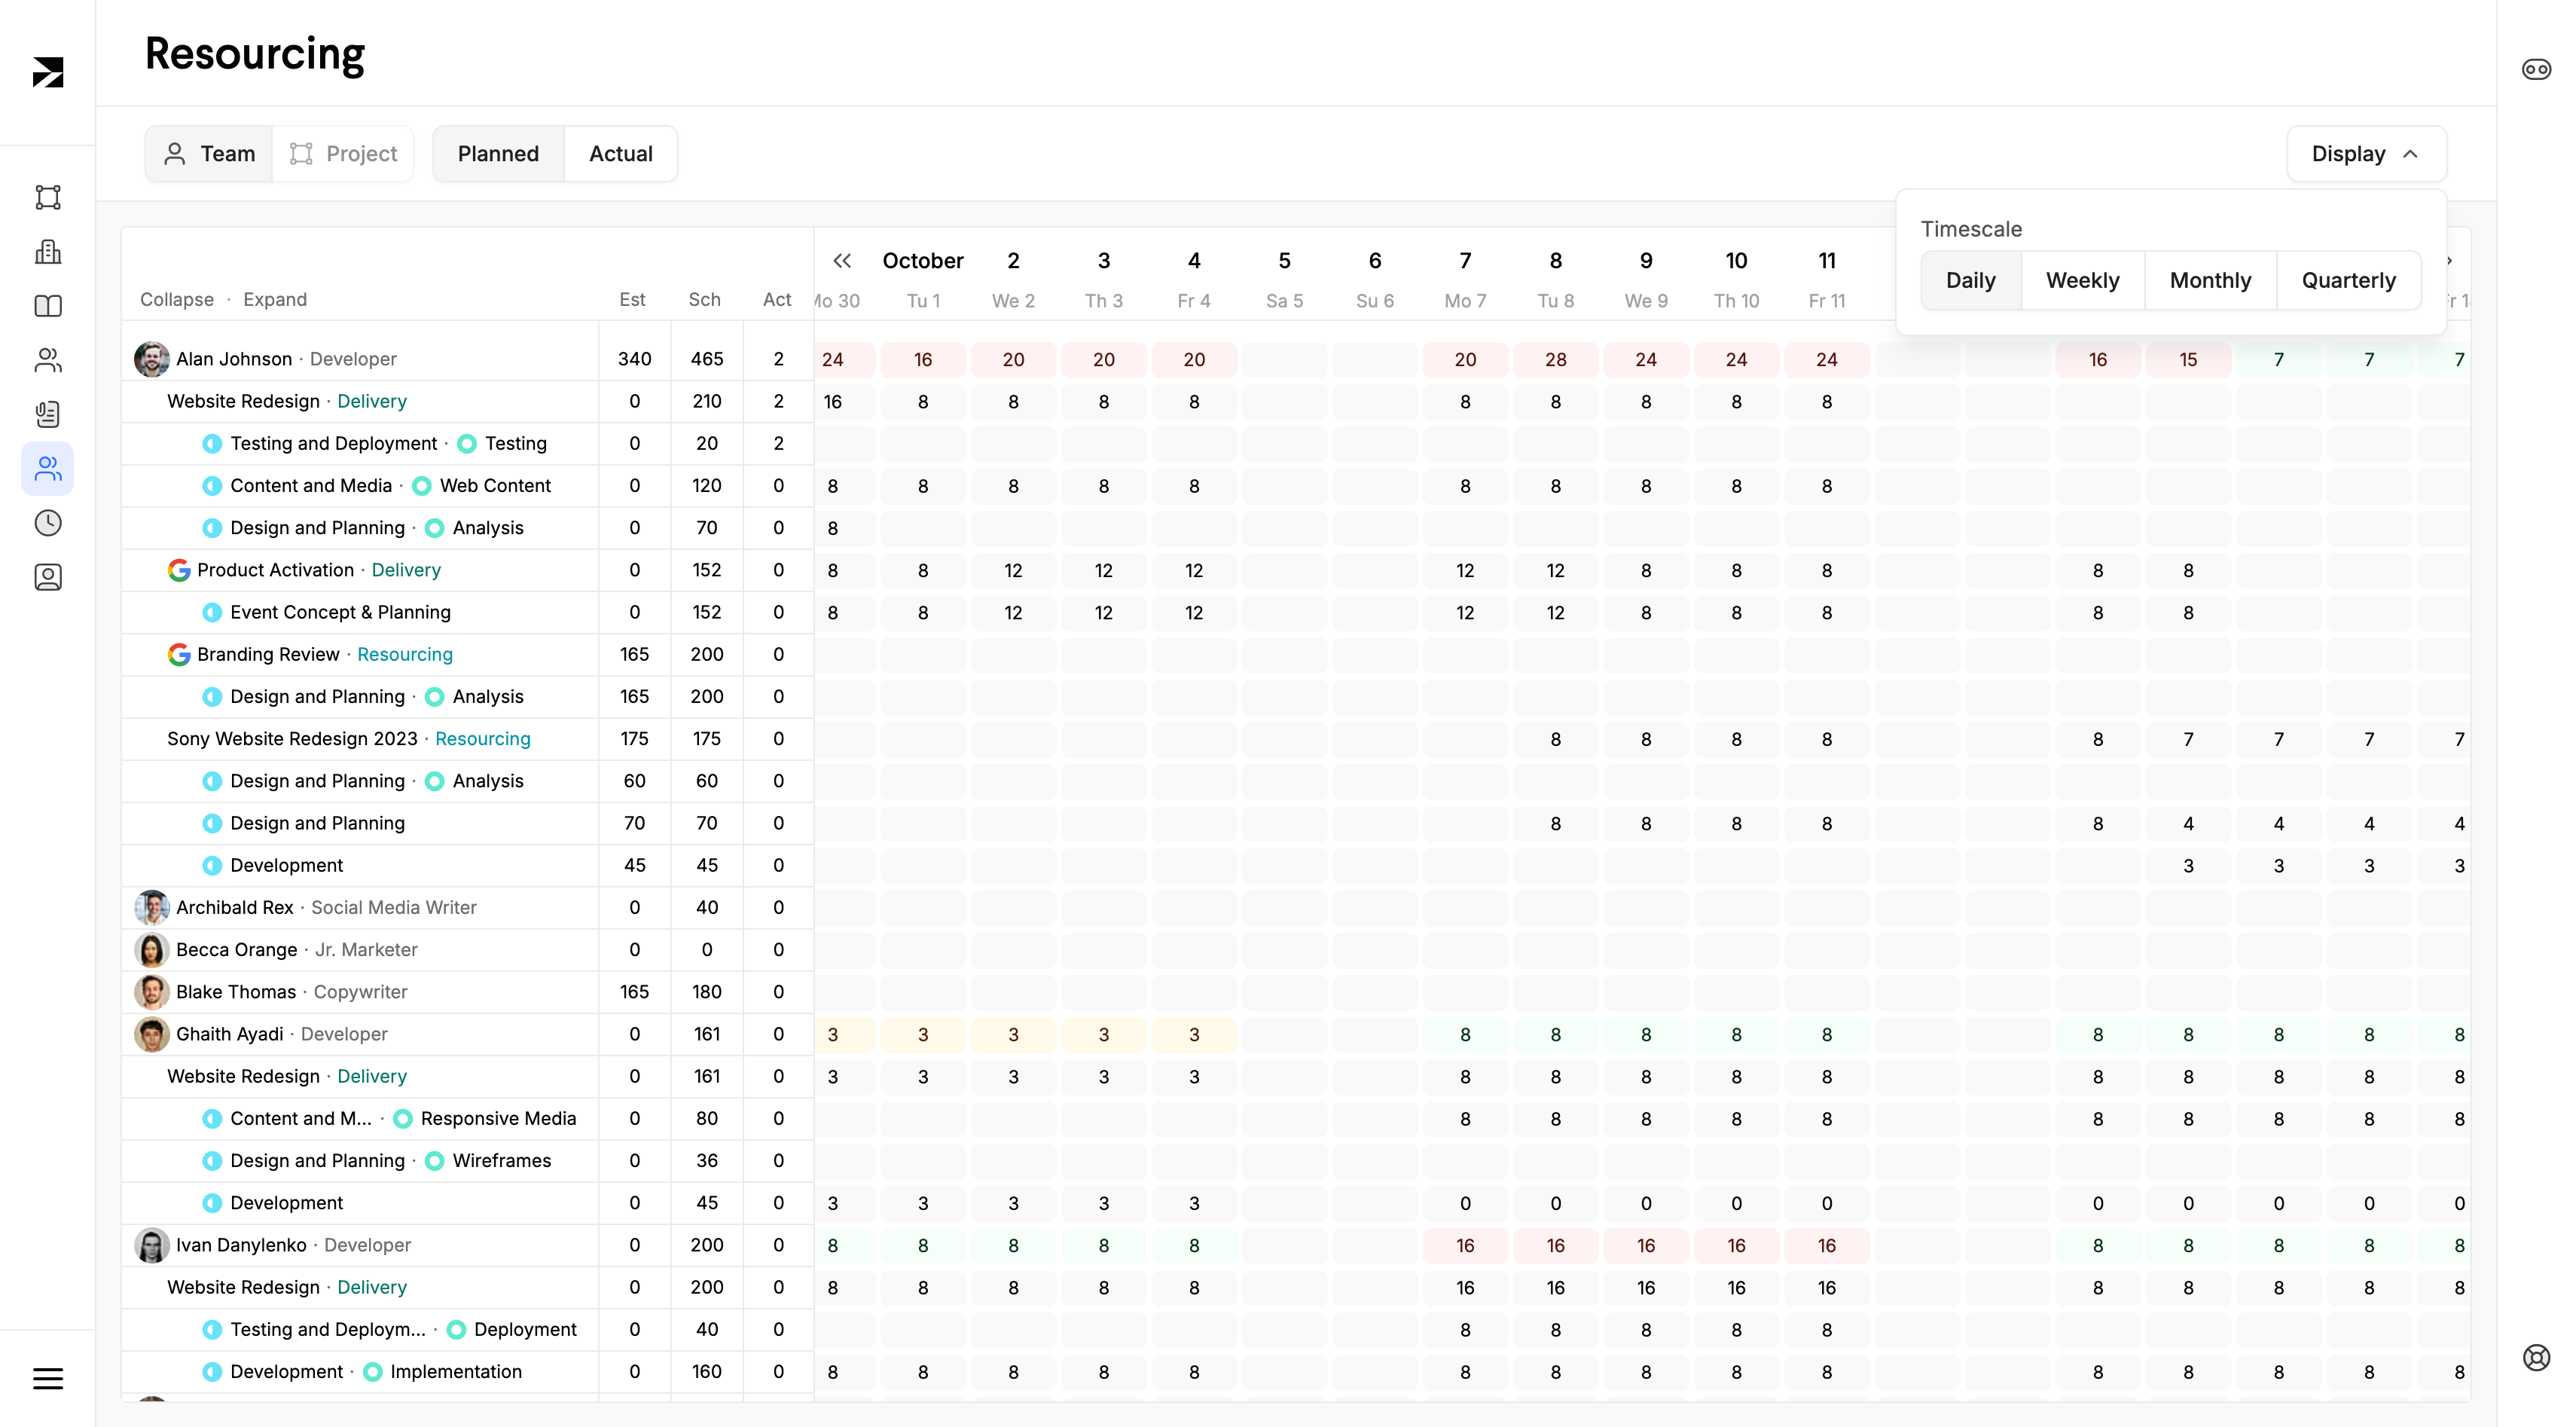 Resourcing
Team Project Planned Actual Display
Timescale
Daily Weekly Monthly Quarterly
October 2 3 4 5 6 7 8 9 10 11
Collapse · Expand Est Sch Act Mo 30 Tu 1 We 2 Th 3 Fr 4 Sa 5 Su 6 Mo 7 Tu 8 We 9 Th 10 Fr 11
Alan Johnson · Developer 340 465 2 24 16 20 20 20 20 28 24 24 24 16 15 7 7 7
Website Redesign · Delivery 0 210 2 16 8 8 8 8 8 8 8 8 8
Testing and Deployment · Testing 0 20 2
Content and Media · Web Content 0 120 0 8 8 8 8 8 8 8 8 8 8
Design and Planning · Analysis 0 70 0 8
Product Activation · Delivery 0 152 0 8 8 12 12 12 12 12 8 8 8 8 8
Event Concept & Planning 0 152 0 8 8 12 12 12 12 12 8 8 8 8 8
Branding Review · Resourcing 165 200 0
Design and Planning · Analysis 165 200 0
Sony Website Redesign 2023 · Resourcing 175 175 0 8 8 8 8 8 7 7 7 7
Design and Planning · Analysis 60 60 0
Design and Planning 70 70 0 8 8 8 8 8 4 4 4 4
Development 45 45 0 3 3 3 3
Archibald Rex · Social Media Writer 0 40 0
Becca Orange · Jr. Marketer 0 0 0
Blake Thomas · Copywriter 165 180 0
Ghaith Ayadi · Developer 0 161 0 3 3 3 3 3 8 8 8 8 8 8 8 8 8 8
Website Redesign · Delivery 0 161 0 3 3 3 3 3 8 8 8 8 8 8 8 8 8 8
Content and M... · Responsive Media 0 80 0 8 8 8 8 8 8 8 8 8 8
Design and Planning · Wireframes 0 36 0
Development 0 45 0 3 3 3 3 3 0 0 0 0 0 0 0 0 0 0
Ivan Danylenko · Developer 0 200 0 8 8 8 8 8 16 16 16 16 16 8 8 8 8 8
Website Redesign · Delivery 0 200 0 8 8 8 8 8 16 16 16 16 16 8 8 8 8 8
Testing and Deploym... · Deployment 0 40 0 8 8 8 8 8
Development · Implementation 0 160 0 8 8 8 8 8 8 8 8 8 8 8 8 8 8 8